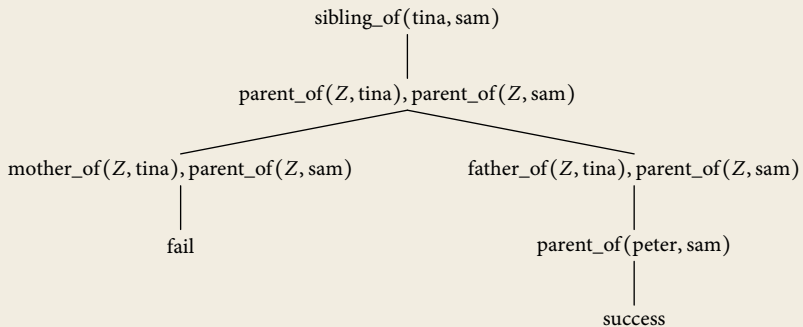 sibling_of(tina, sam)
parent_of(Z, tina), parent_of(Z, sam)
mother_of(Z, tina), parent_of(Z, sam)
father_of(Z, tina), parent_of(Z, sam)
fail
parent_of(peter, sam)
success